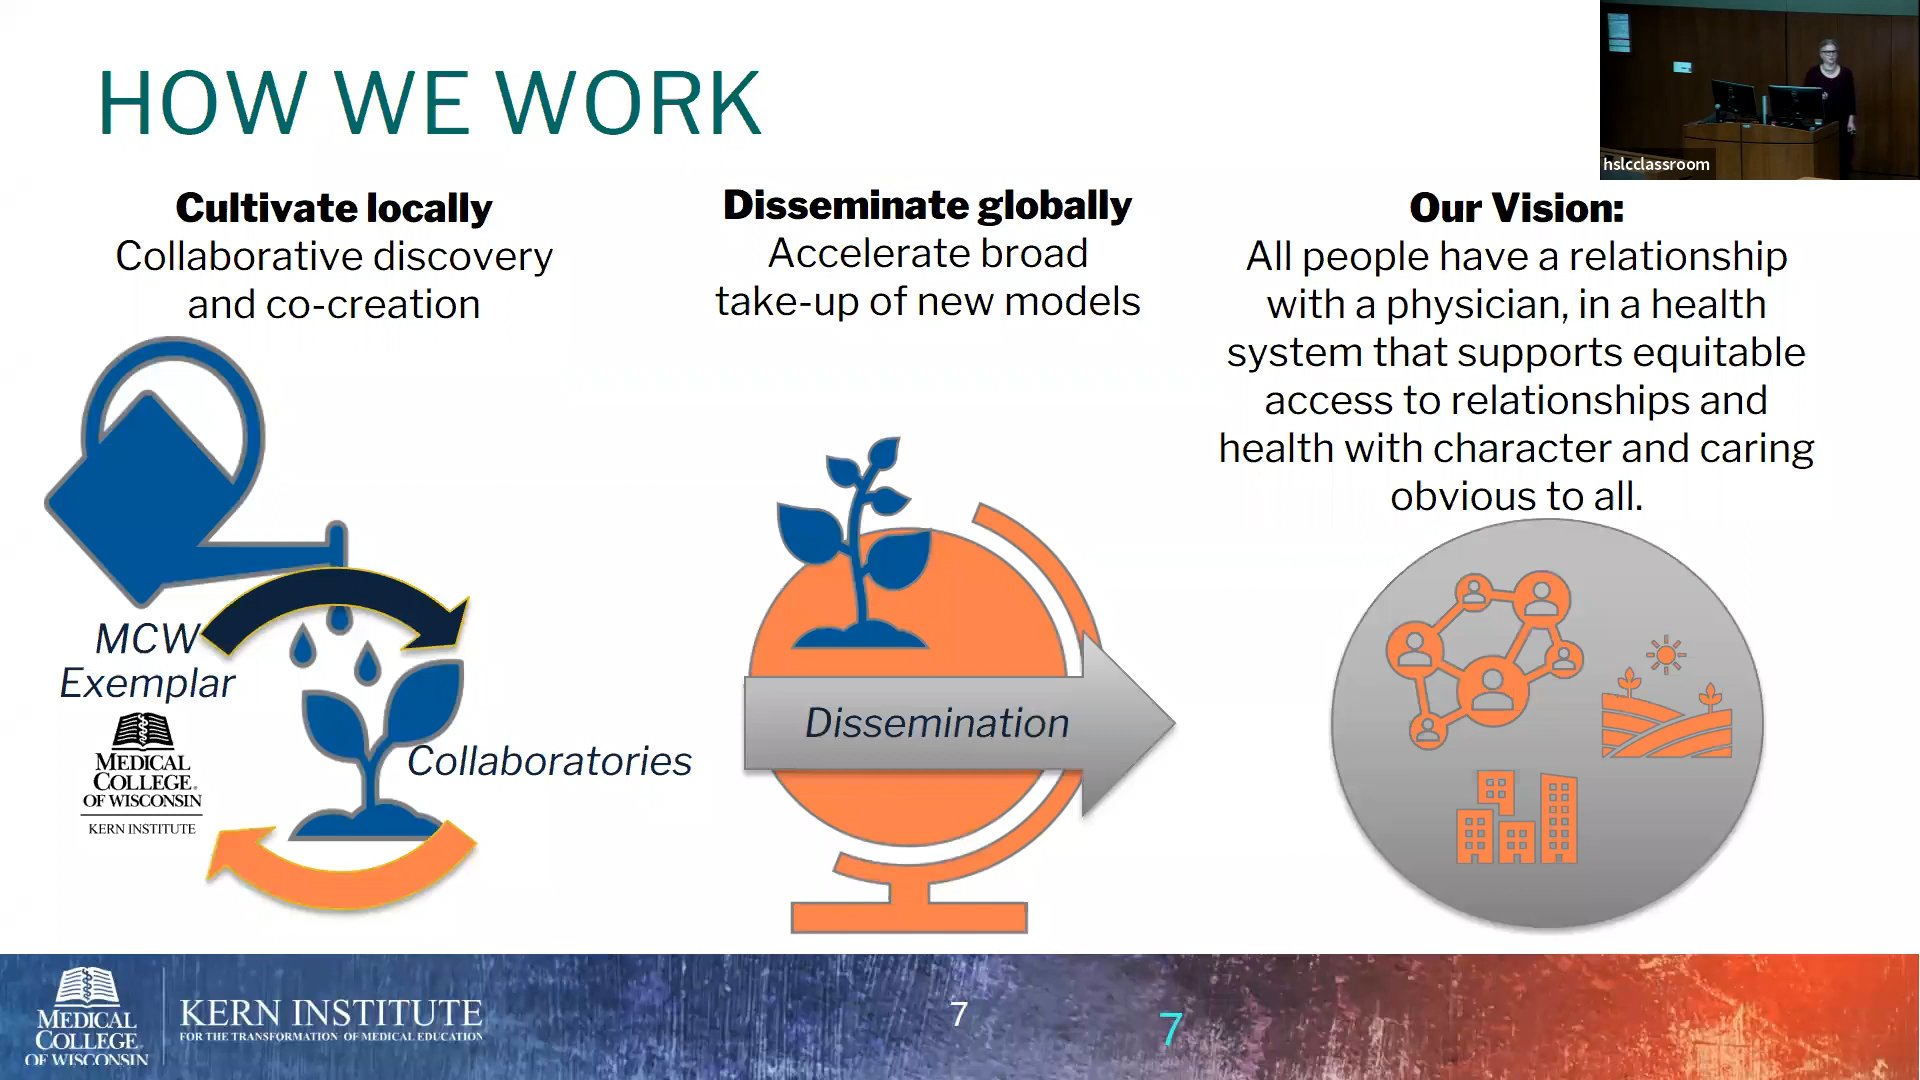 HOW WE WORK
hslcclassroom
Cultivate locally
Collaborative discovery
and co-creation
Disseminate globally
Accelerate broad
take-up of new models
Our Vision:
All people have a relationship
with a physician, in a health
system that supports equitable
access to relationships and
health with character and caring
obvious to all.
MCW
Exemplar
MEDICAL
COLLEGE
OF WISCONSIN
KERN INSTITUTE
Collaboratories
Dissemination
MEDICAL
COLLEGE
OF WISCONSIN
KERN INSTITUTE
FOR THE TRANSFORMATION OF MEDICAL EDUCATION
7
7